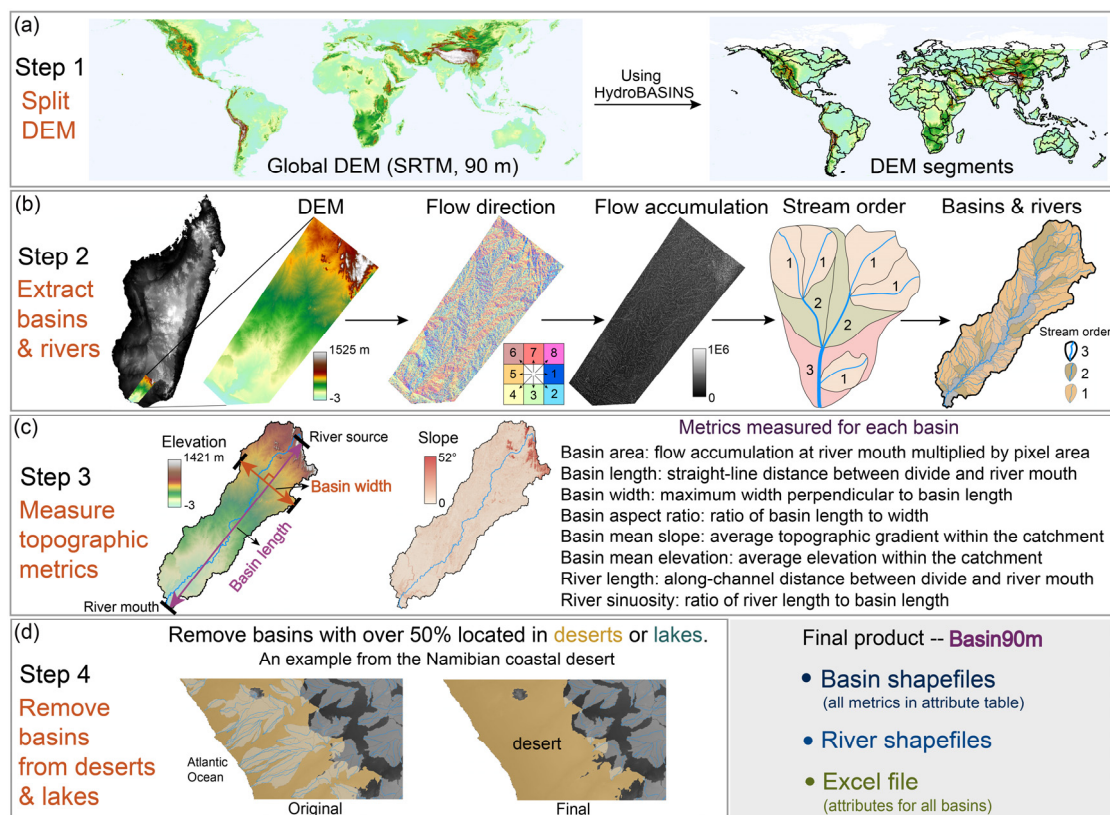 (a)
Step 1
Split
DEM
Global DEM (SRTM, 90 m)
Using
HydroBASINS
DEM segments
(b)
Step 2
Extract
basins
& rivers
DEM
1525 m
-3
Flow direction
6 7 8
5 1
4 3 2
Flow accumulation
1E6
0
Stream order
1
1
1
1
2
2
3
1
Basins & rivers
Stream order
3
2
1
(c)
Step 3
Measure
topographic
metrics
Elevation
1421 m
-3
River source
Basin width
Basin length
River mouth
Slope
52°
0
Metrics measured for each basin
Basin area: flow accumulation at river mouth multiplied by pixel area
Basin length: straight-line distance between divide and river mouth
Basin width: maximum width perpendicular to basin length
Basin aspect ratio: ratio of basin length to width
Basin mean slope: average topographic gradient within the catchment
Basin mean elevation: average elevation within the catchment
River length: along-channel distance between divide and river mouth
River sinuosity: ratio of river length to basin length
(d)
Step 4
Remove
basins
from deserts
& lakes
Remove basins with over 50% located in deserts or lakes.
An example from the Namibian coastal desert
Atlantic
Ocean
Original
desert
Final
Final product -- Basin90m
• Basin shapefiles
(all metrics in attribute table)
• River shapefiles
• Excel file
(attributes for all basins)